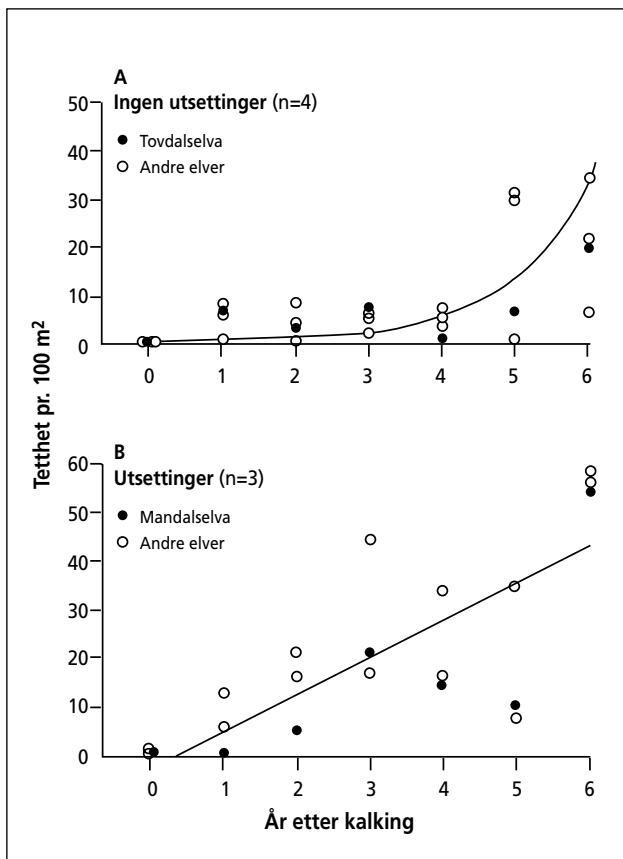 A
Ingen utsettinger (n=4)
50
Tovdalselva
40
Andre elver
30
20
10
0
0 1 2 3 4 5 6
Tetthet pr. 100 m²
B
60
Utsettinger (n=3)
50
Mandalselva
Andre elver
40
30
20
10
0
0 1 2 3 4 5 6
År etter kalking